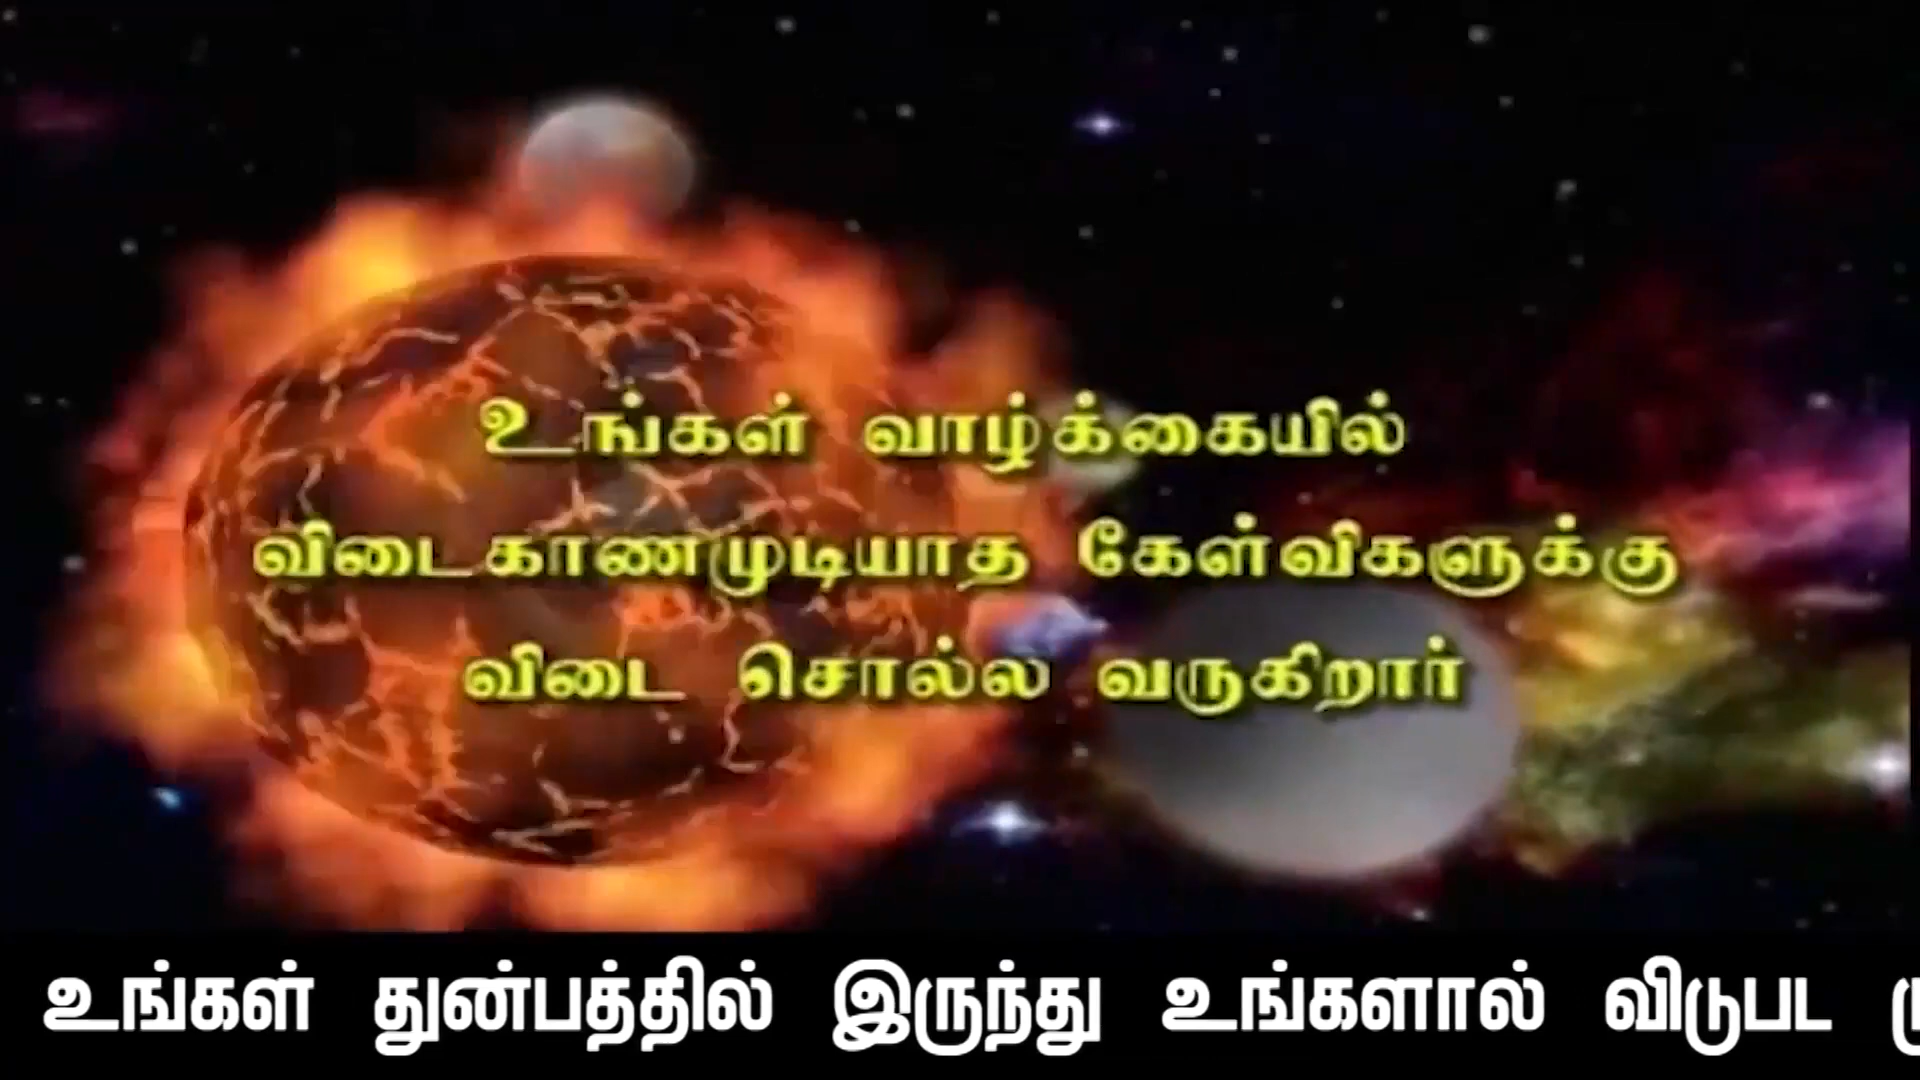 உங்கள் வாழ்க்கையில்
விடைகாணமுடியாத கேள்விகளுக்கு
விடை சொல்ல வருகிறார்
உங்கள் துன்பத்தில் இருந்து உங்களால் விடுபட